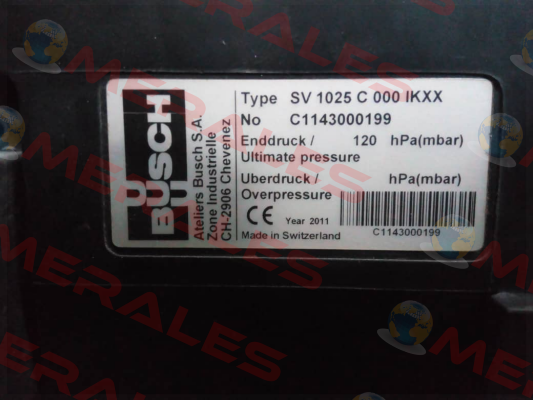 BUSCH
Ateliers Busch S.A.
Zone Industrielle
CH-2906 Chevenez
Type SV 1025 C 000 IKXX
No C1143000199
Enddruck / 120 hPa(mbar)
Ultimate pressure
Uberdruck / hPa(mbar)
Overpressure
CE Year 2011
Made in Switzerland
C1143000199
MERALES
MERALES
MERALES
MERALES